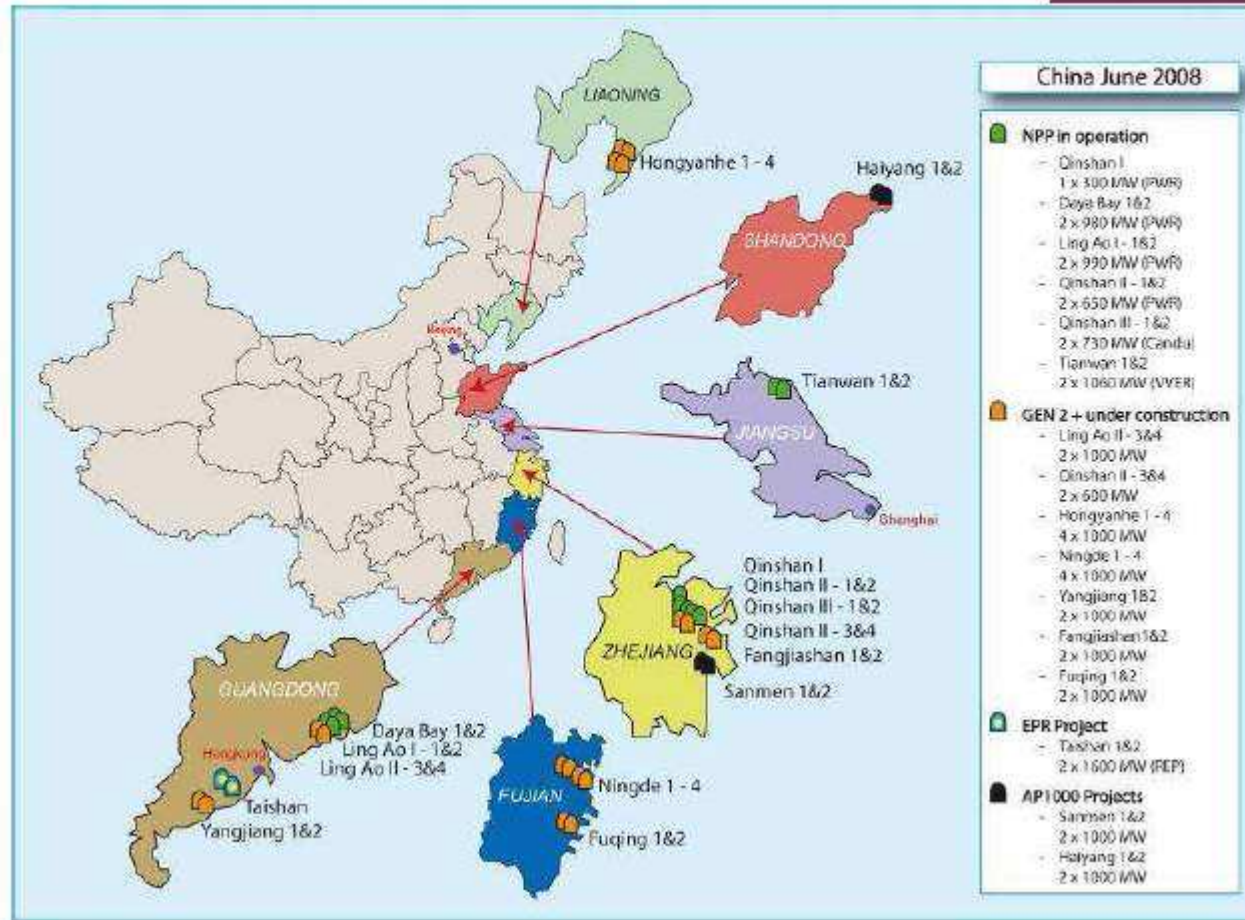 China June 2008
NPP in operation
- Qinshan I
1 x 300 MW (PWR)
- Daya Bay 1&2
2 x 980 MW (PWR)
- Ling Ao I - 1&2
2 x 990 MW (PWR)
- Qinshan II - 1&2
2 x 650 MW (PWR)
- Qinshan III - 1&2
2 x 730 MW (Candu)
- Tianwan 1&2
2 x 1060 MW (VVER)
GEN 2 + under construction
- Ling Ao II - 3&4
2 x 1000 MW
- Qinshan II - 3&4
2 x 600 MW
- Hongyanhe 1 - 4
4 x 1000 MW
- Ningde 1 - 4
4 x 1000 MW
- Yangjiang 1&2
2 x 1000 MW
- Fangjiashan1&2
2 x 1000 MW
- Fuqing 1&2
2 x 1000 MW
EPR Project
- Taishan 1&2
2 x 1600 MW (REP)
AP1000 Projects
- Sanmen 1&2
2 x 1000 MW
- Haiyang 1&2
2 x 1000 MW
LIAONING
Hongyanhe 1 - 4
Haiyang 1&2
SHANDONG
Beijing
Tianwan 1&2
JIANGSU
Shanghai
Qinshan I
Qinshan II - 1&2
Qinshan III - 1&2
Qinshan II - 3&4
Fangjiashan 1&2
ZHEJIANG
Sanmen 1&2
GUANGDONG
Daya Bay 1&2
Ling Ao I - 1&2
Ling Ao II - 3&4
Hongkong
Taishan
Yangjiang 1&2
FUJIAN
Ningde 1 - 4
Fuqing 1&2